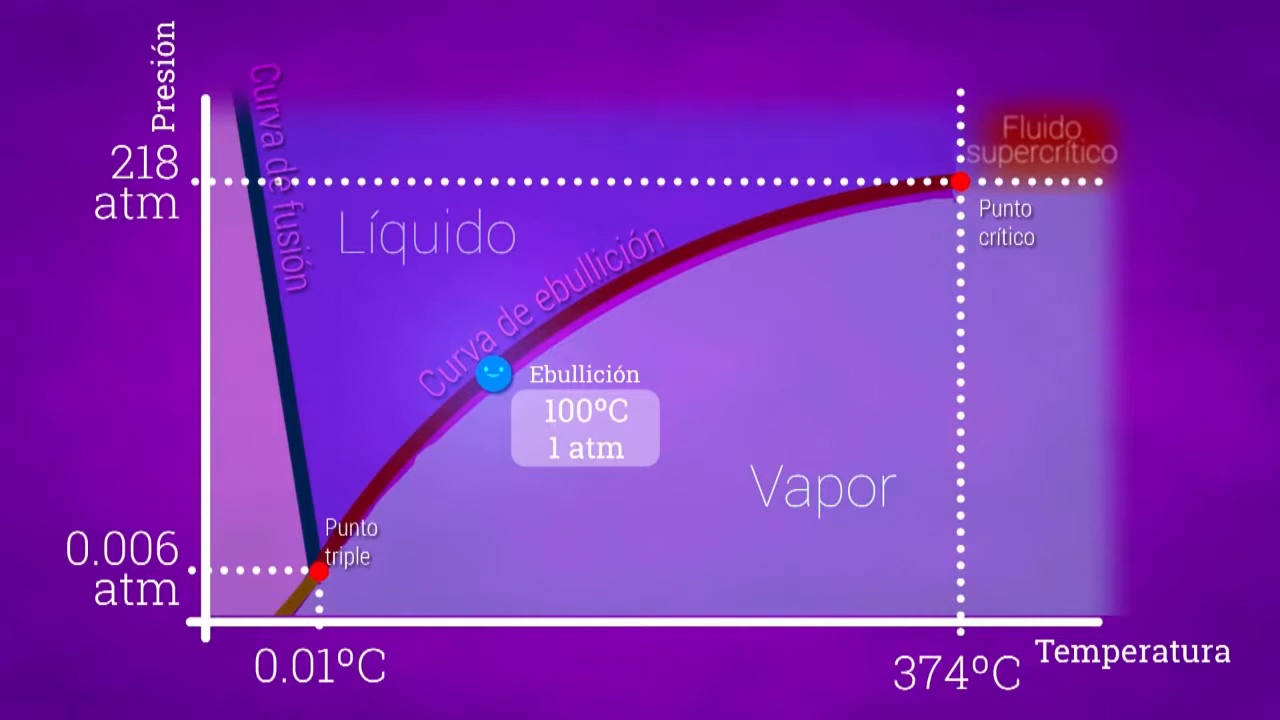 Presión
218
atm
Curva de fusión
Líquido
Curva de ebullición
Fluido
supercrítico
Punto
crítico
Ebullición
100ºC
1 atm
Vapor
Punto
triple
0.006
atm
0.01ºC
374ºC
Temperatura